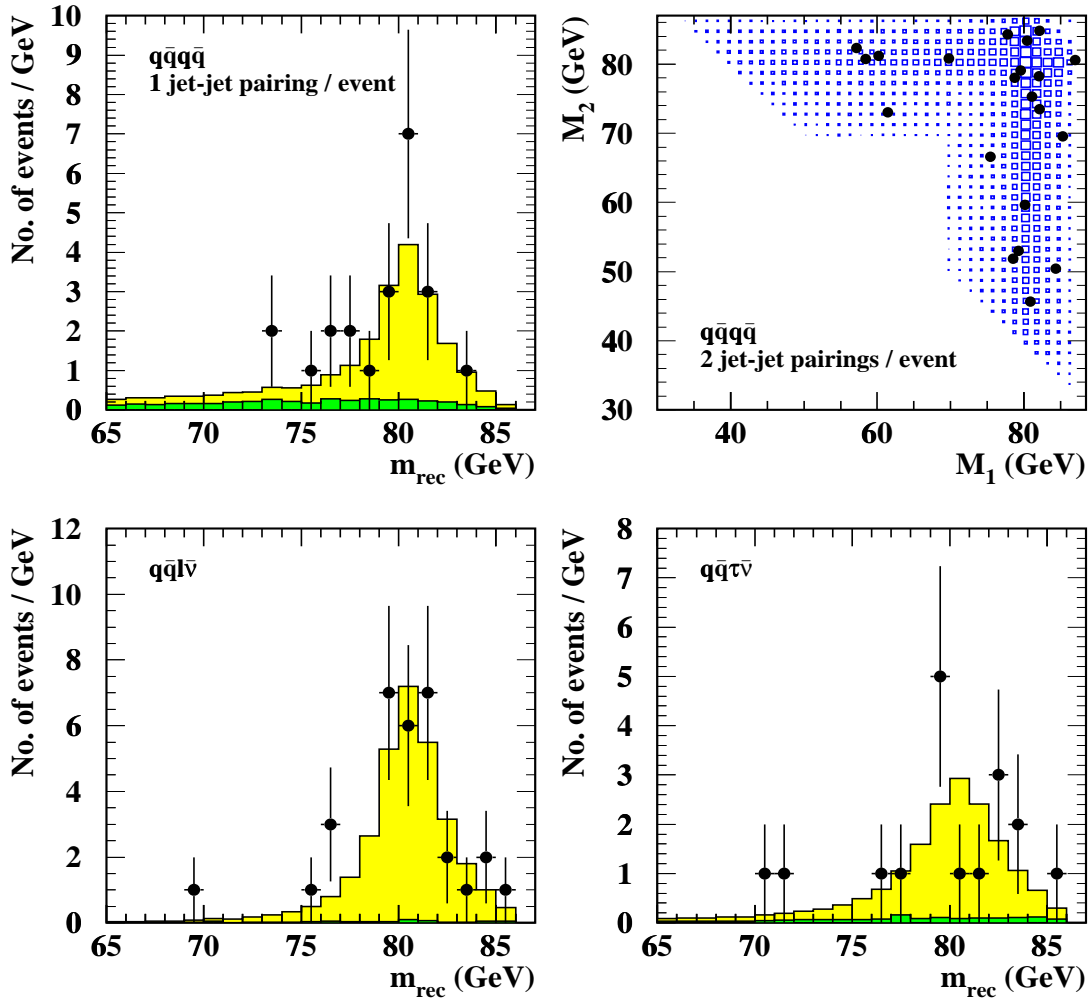 No. of events / GeV
10
9
8
7
6
5
4
3
2
1
0
qq̄qq̄
1 jet-jet pairing / event
65 70 75 80 85
m_rec (GeV)
M_2 (GeV)
80
70
60
50
40
30
qq̄qq̄
2 jet-jet pairings / event
40 60 80
M_1 (GeV)
No. of events / GeV
12
10
8
6
4
2
0
qq̄lν̄
65 70 75 80 85
m_rec (GeV)
No. of events / GeV
8
7
6
5
4
3
2
1
0
qq̄τν̄
65 70 75 80 85
m_rec (GeV)